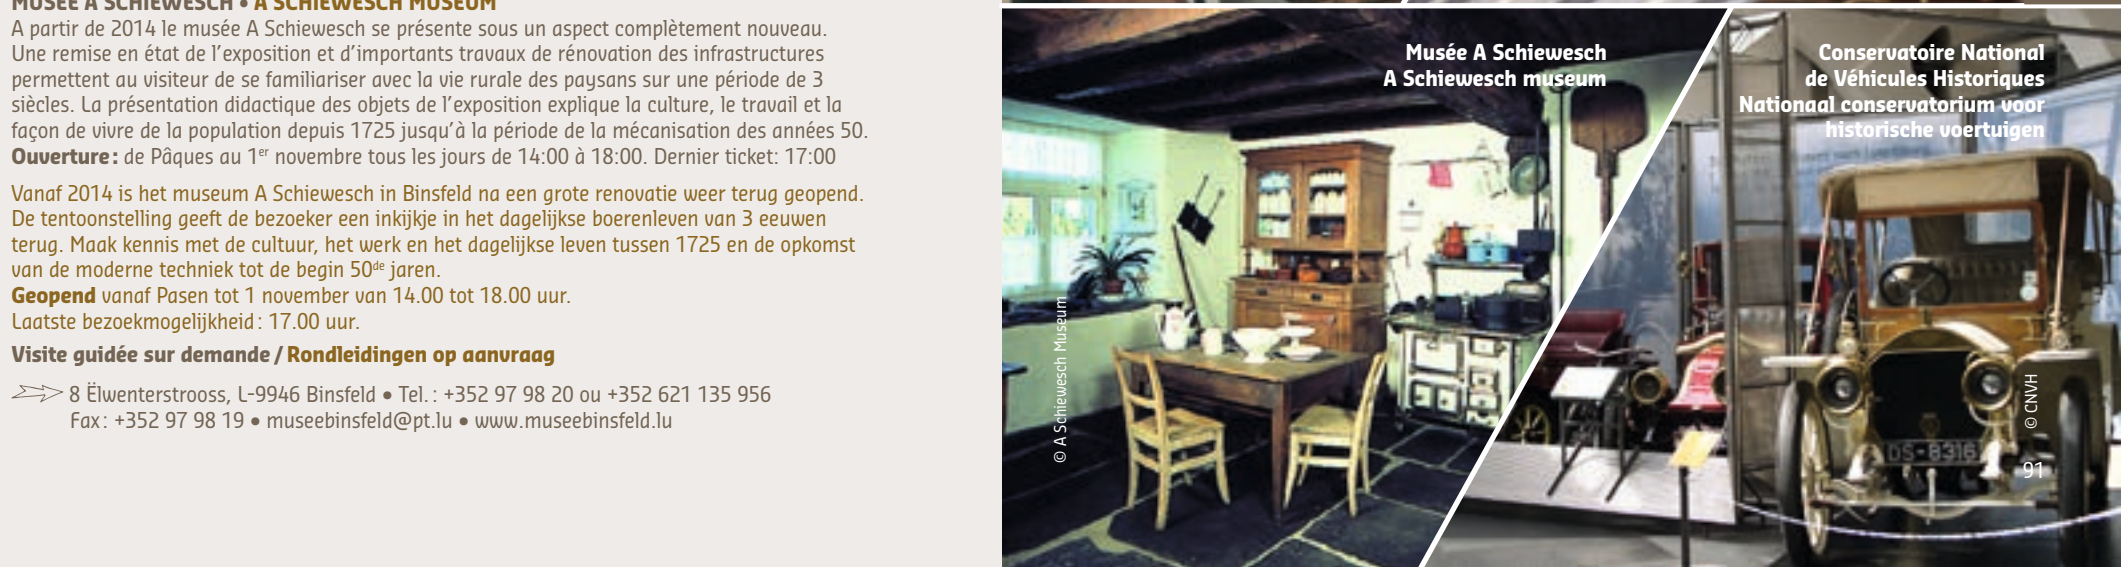 MUSÉE A SCHIEWESCH • A SCHIEWESCH MUSEUM
A partir de 2014 le musée A Schiewesch se présente sous un aspect complètement nouveau.
Une remise en état de l'exposition et d'importants travaux de rénovation des infrastructures
permettent au visiteur de se familiariser avec la vie rurale des paysans sur une période de 3
siècles. La présentation didactique des objets de l'exposition explique la culture, le travail et la
façon de vivre de la population depuis 1725 jusqu'à la période de la mécanisation des années 50.
Ouverture : de Pâques au 1er novembre tous les jours de 14:00 à 18:00. Dernier ticket: 17:00
Vanaf 2014 is het museum A Schiewesch in Binsfeld na een grote renovatie weer terug geopend.
De tentoonstelling geeft de bezoeker een inkijkje in het dagelijkse boerenleven van 3 eeuwen
terug. Maak kennis met de cultuur, het werk en het dagelijkse leven tussen 1725 en de opkomst
van de moderne techniek tot de begin 50de jaren.
Geopend vanaf Pasen tot 1 november van 14.00 tot 18.00 uur.
Laatste bezoekmogelijkheid : 17.00 uur.
Visite guidée sur demande / Rondleidingen op aanvraag
8 Ëlwenterstrooss, L-9946 Binsfeld • Tel. : +352 97 98 20 ou +352 621 135 956
Fax : +352 97 98 19 • museebinsfeld@pt.lu • www.museebinsfeld.lu
Musée A Schiewesch
A Schiewesch museum
© A Schiewesch Museum
Conservatoire National
de Véhicules Historiques
Nationaal conservatorium voor
historische voertuigen
DS-8316
© CNVH
91